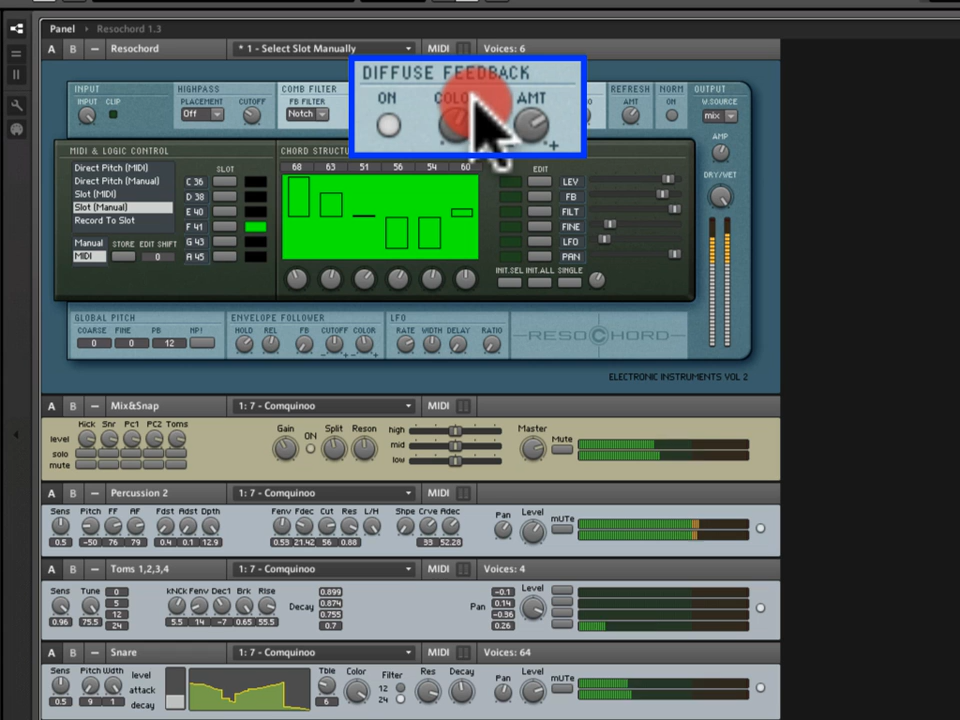 Panel Resochord 1.3
A B Resochord * 1 - Select Slot Manually MIDI Voices: 6
DIFFUSE FEEDBACK
ON AMT
INPUT HIGHPASS COMB FILTER REFRESH NORM OUTPUT
INPUT CLIP PLACEMENT CUTOFF FB FILTER AMT ON W.SOURCE
Off Notch mix
AMP
DRY/WET
MIDI & LOGIC CONTROL
SLOT EDIT
68 63 51 56 54 60
Direct Pitch (MIDI)
Direct Pitch (Manual)
Slot (MIDI)
Slot (Manual)
Record To Slot
C 36
D 38
E 40
F 41
G 43
A 45
LEV
FB
FILT
FINE
LFO
PAN
Manual STORE EDIT SHIFT
MIDI 0
INIT.SEL INIT.ALL SINGLE
GLOBAL PITCH ENVELOPE FOLLOWER LFO
COARSE FINE PB HOLD REL FB CUTOFF COLOR RATE WIDTH DELAY RATIO
0 0 12
RESOCHORD
ELECTRONIC INSTRUMENTS VOL 2
A B Mix&Snap 1: 7 - Comquinoo MIDI
Kick Snr Pc1 PC2 Toms
level
solo
mute
Gain ON Split Reson
high
mid
low
Master Mute
A B Percussion 2 1: 7 - Comquinoo MIDI
Sens Pitch FF AF Fdst Adst Dpth Fenv Fdec Cut Res L/H Shpe Crve Adec Pan Level mUTe
0.5 -50 76 79 0.4 0.1 12.9 0.53 21.42 56 0.88 33 52.28
A B Toms 1,2,3,4 1: 7 - Comquinoo MIDI Voices: 4
Sens Tune kNCk Fenv Dec1 Brk Rise Decay Pan Level
0
5
12
24
0.96 75.5 5.5 14 -7 0.65 55.5
0.899
0.874
0.755
0.7
-0.1
0.14
-0.36
0.26
A B Snare 1: 7 - Comquinoo MIDI Voices: 64
Sens Pitch Wdth
level
attack
decay
Tble Color Filter Res Decay Pan Level mUTe
12
24
0.5 9 1 6